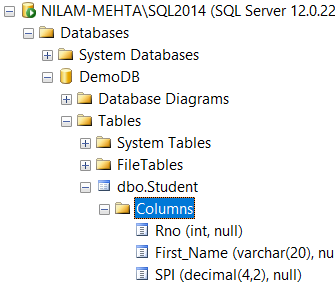 NILAM-MEHTA\SQL2014 (SQL Server 12.0.22
Databases
System Databases
DemoDB
Database Diagrams
Tables
System Tables
FileTables
dbo.Student
Columns
Rno (int, null)
First_Name (varchar(20), nu
SPI (decimal(4,2), null)